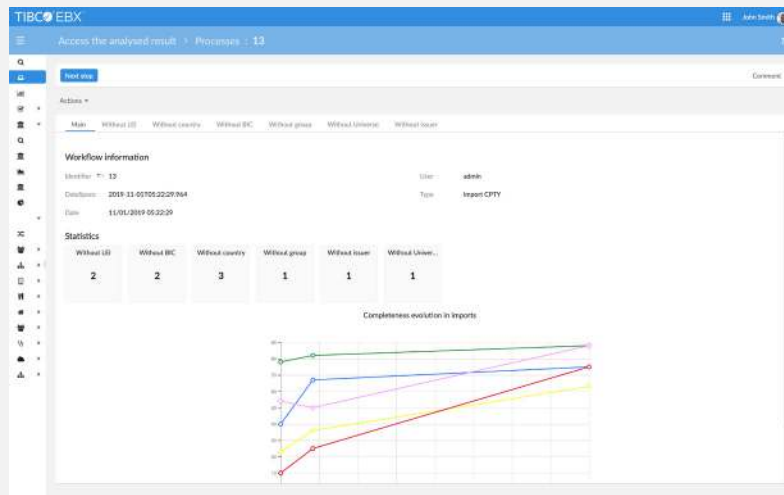 TIBCO EBX
John Smith
Access the analysed result > Processes : 13
Next step
Comment
Actions
Main Without LEI Without country Without BIC Without group Without Universe Without issuer
Workflow information
Identifier 13 User admin
DataSpace 2019-11-01T05:22:29.964 Type Import CPTY
Date 11/01/2019 05:22:29
Statistics
Without LEI Without BIC Without country Without group Without issuer Without Univer...
2 2 3 1 1 1
Completeness evolution in imports